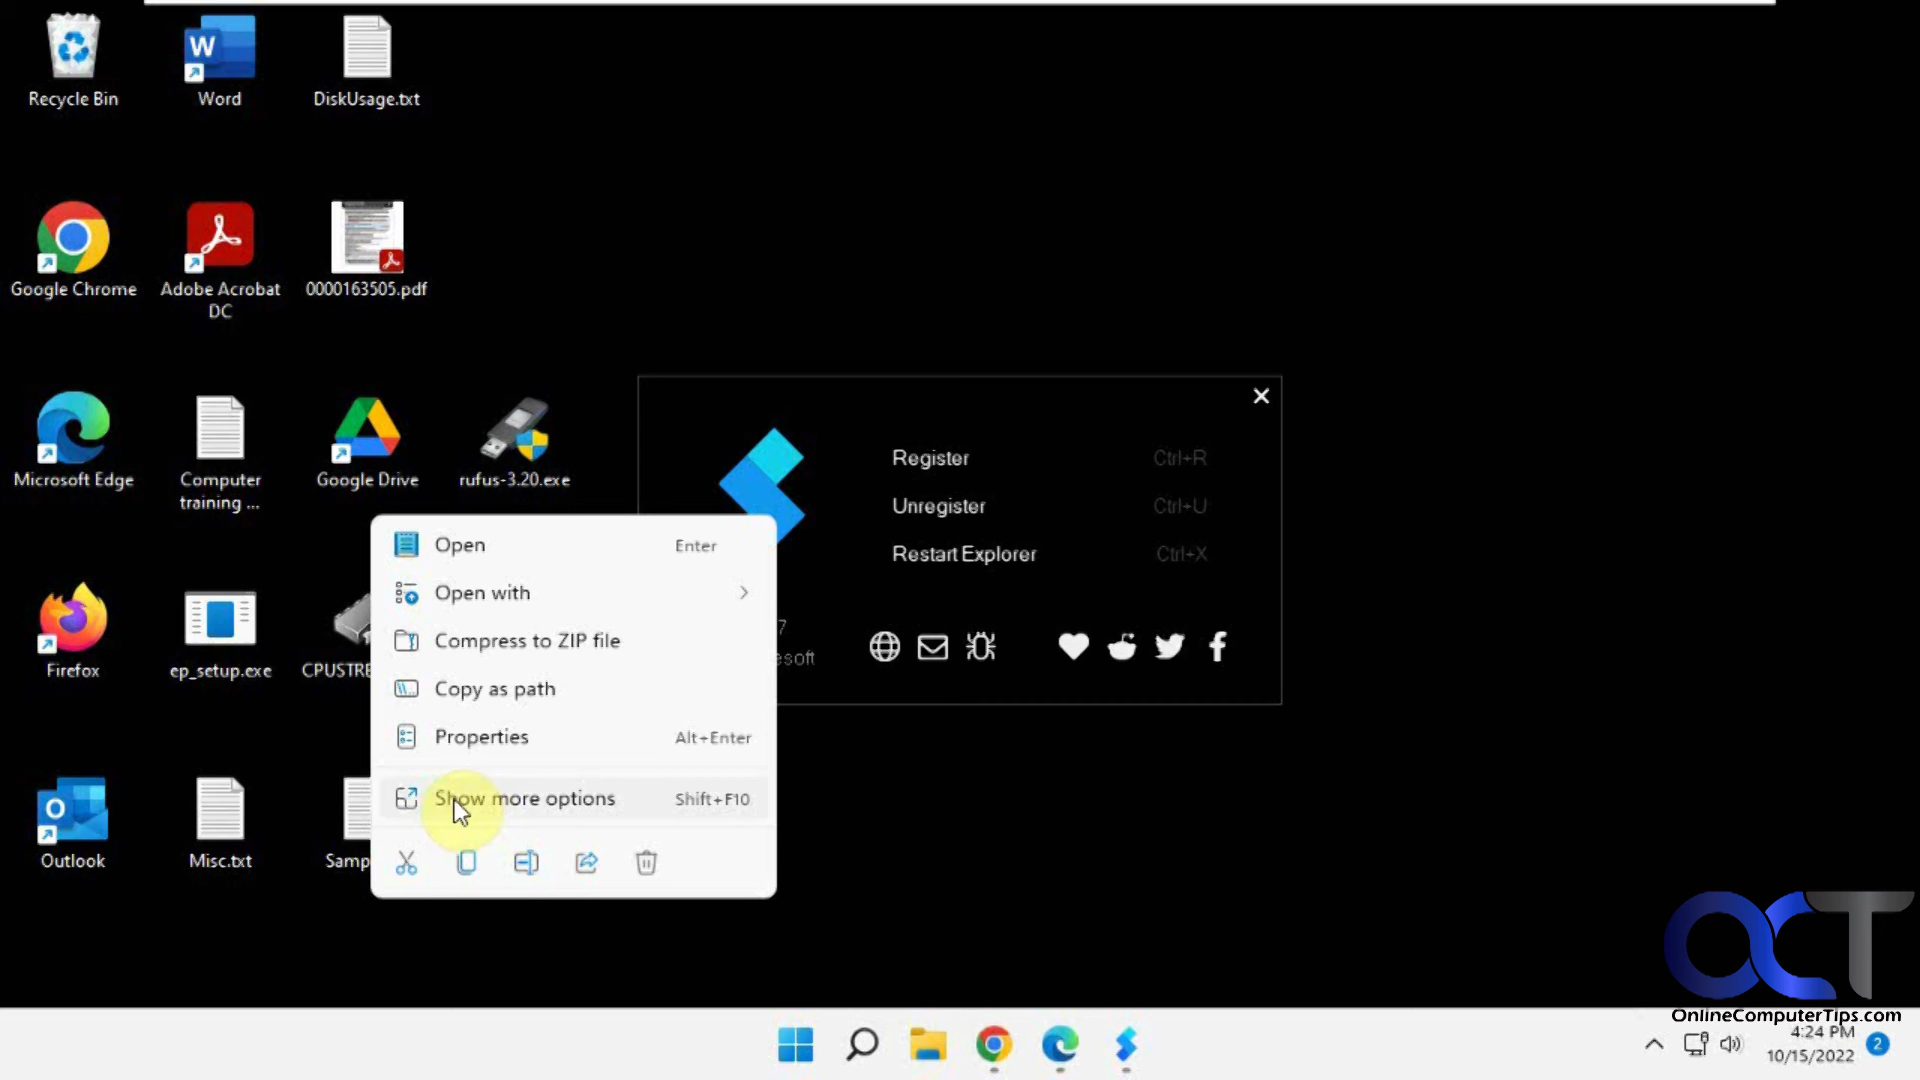 Recycle Bin
Word
DiskUsage.txt
Google Chrome
Adobe Acrobat
DC
0000163505.pdf
Microsoft Edge
Computer
training ...
Google Drive
rufus-3.20.exe
Firefox
ep_setup.exe
CPUSTRE
Outlook
Misc.txt
Samp
Open Enter
Open with
Compress to ZIP file
Copy as path
Properties Alt+Enter
Show more options Shift+F10
Register Ctrl+R
Unregister Ctrl+U
Restart Explorer Ctrl+X
7
esoft
OCT
OnlineComputerTips.com
4:24 PM
10/15/2022
2